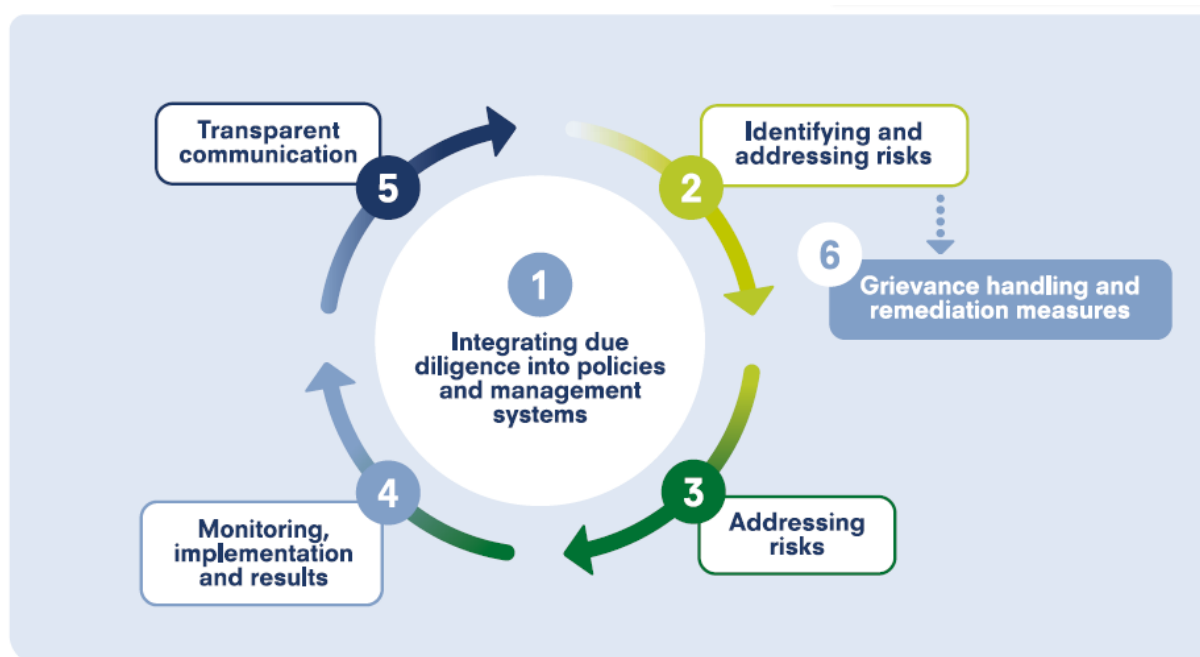 1
Integrating due
diligence into policies
and management
systems
2
Identifying and
addressing risks
3
Addressing
risks
4
Monitoring,
implementation
and results
5
Transparent
communication
6
Grievance handling and
remediation measures